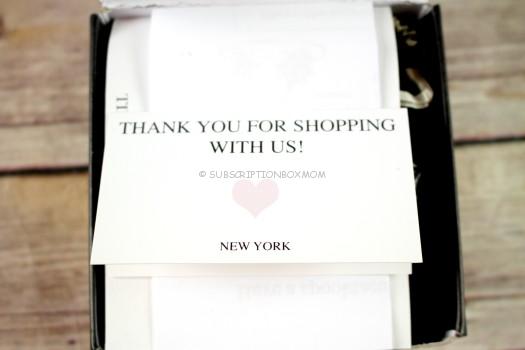 THANK YOU FOR SHOPPING
WITH US!
© SUBSCRIPTIONBOXMOM
NEW YORK